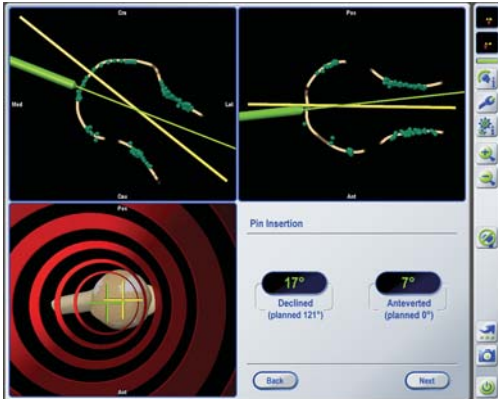 Cra
Pos
Med
Lat
Cau
Ant
Pos
Ant
Pin Insertion
17°
7°
Declined
Anteverted
(planned 121°)
(planned 0°)
Back
Next